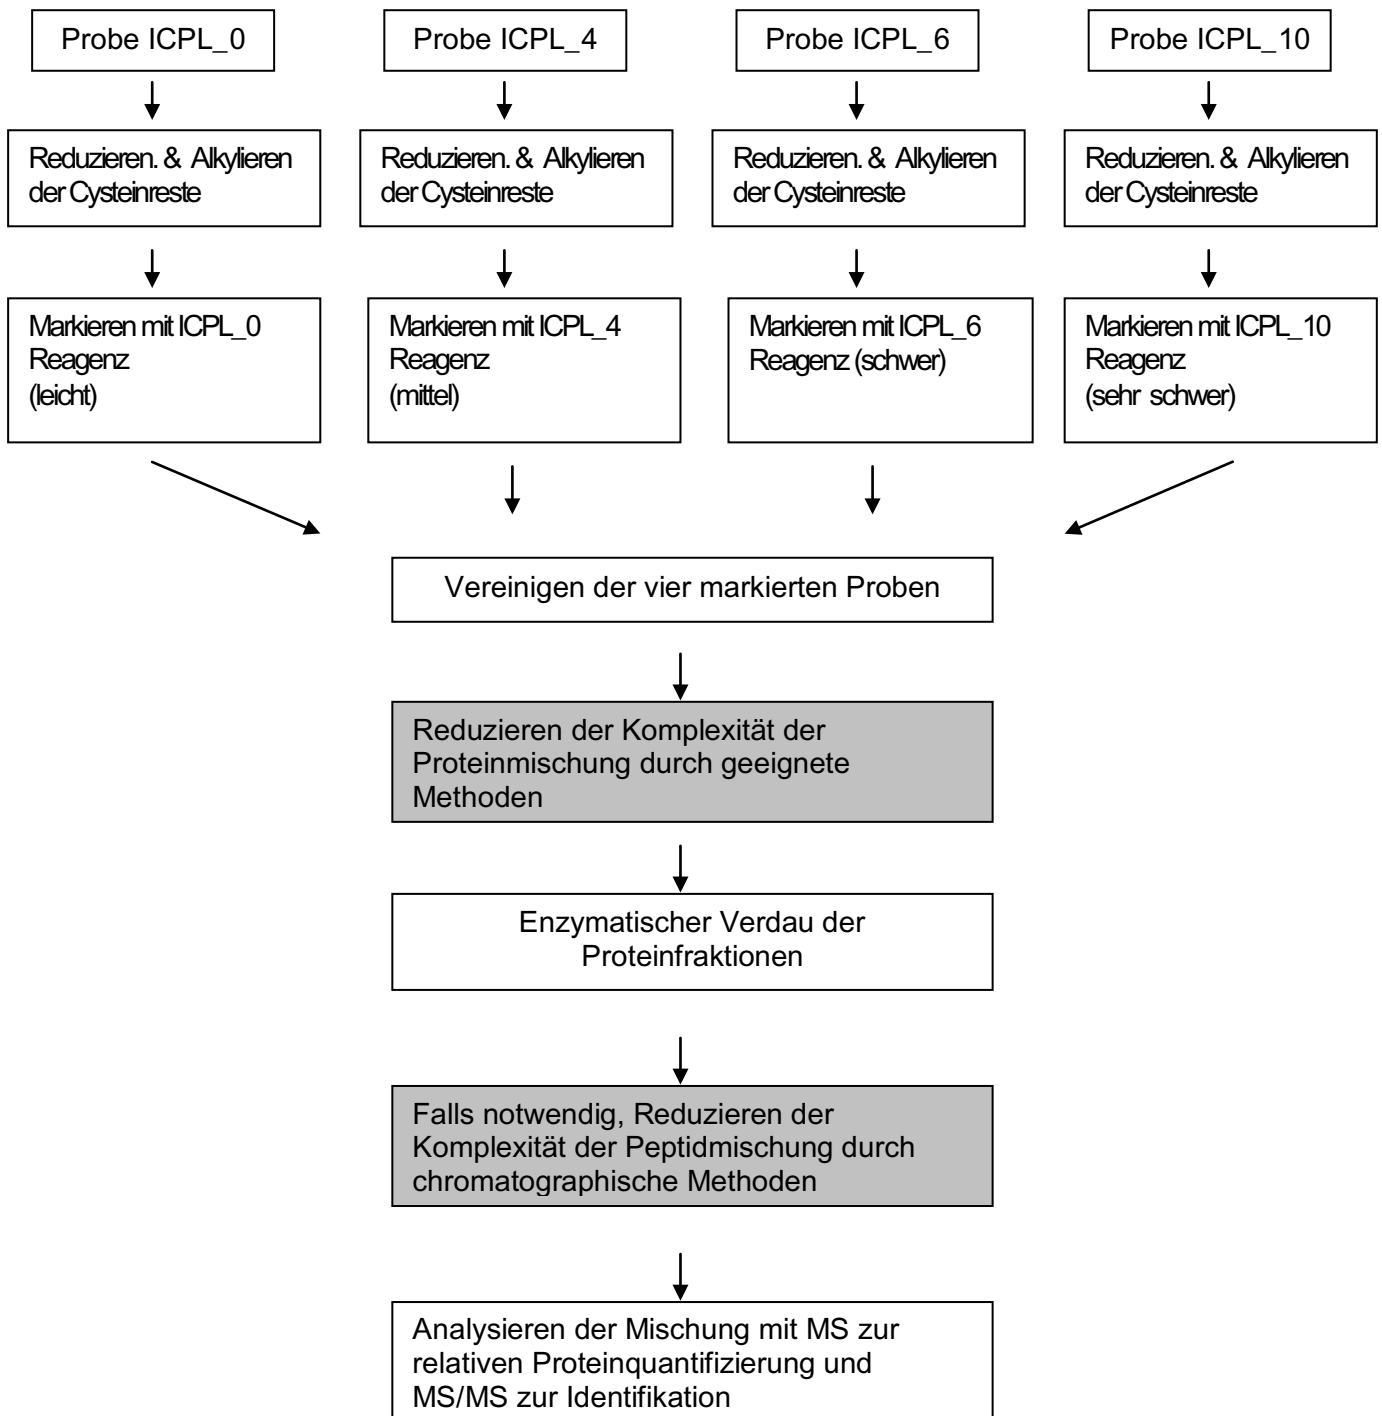 Probe ICPL_0
Probe ICPL_4
Probe ICPL_6
Probe ICPL_10
Reduzieren. & Alkylieren
der Cysteinreste
Reduzieren. & Alkylieren
der Cysteinreste
Reduzieren. & Alkylieren
der Cysteinreste
Reduzieren. & Alkylieren
der Cysteinreste
Markieren mit ICPL_0
Reagenz
(leicht)
Markieren mit ICPL_4
Reagenz
(mittel)
Markieren mit ICPL_6
Reagenz (schwer)
Markieren mit ICPL_10
Reagenz
(sehr schwer)
Vereinigen der vier markierten Proben
Reduzieren der Komplexität der
Proteinmischung durch geeignete
Methoden
Enzymatischer Verdau der
Proteinfraktionen
Falls notwendig, Reduzieren der
Komplexität der Peptidmischung durch
chromatographische Methoden
Analysieren der Mischung mit MS zur
relativen Proteinquantifizierung und
MS/MS zur Identifikation